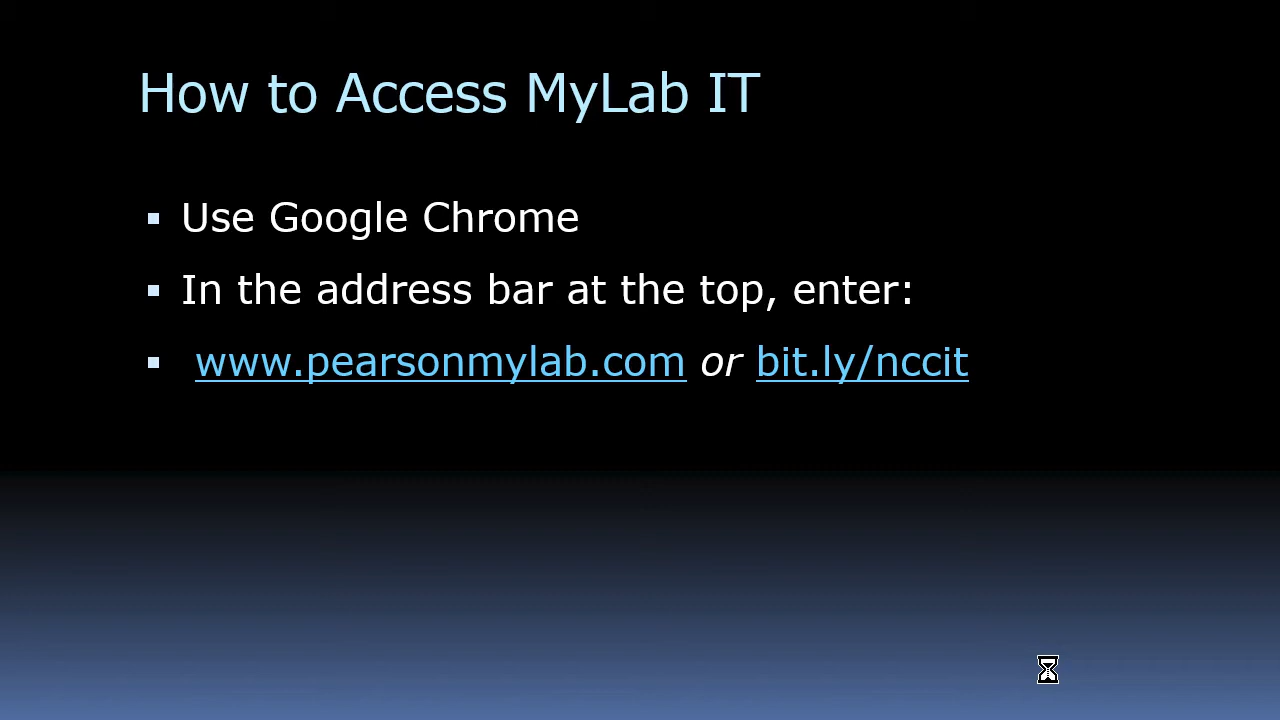 How to Access MyLab IT
Use Google Chrome
In the address bar at the top, enter:
www.pearsonmylab.com or bit.ly/nccit